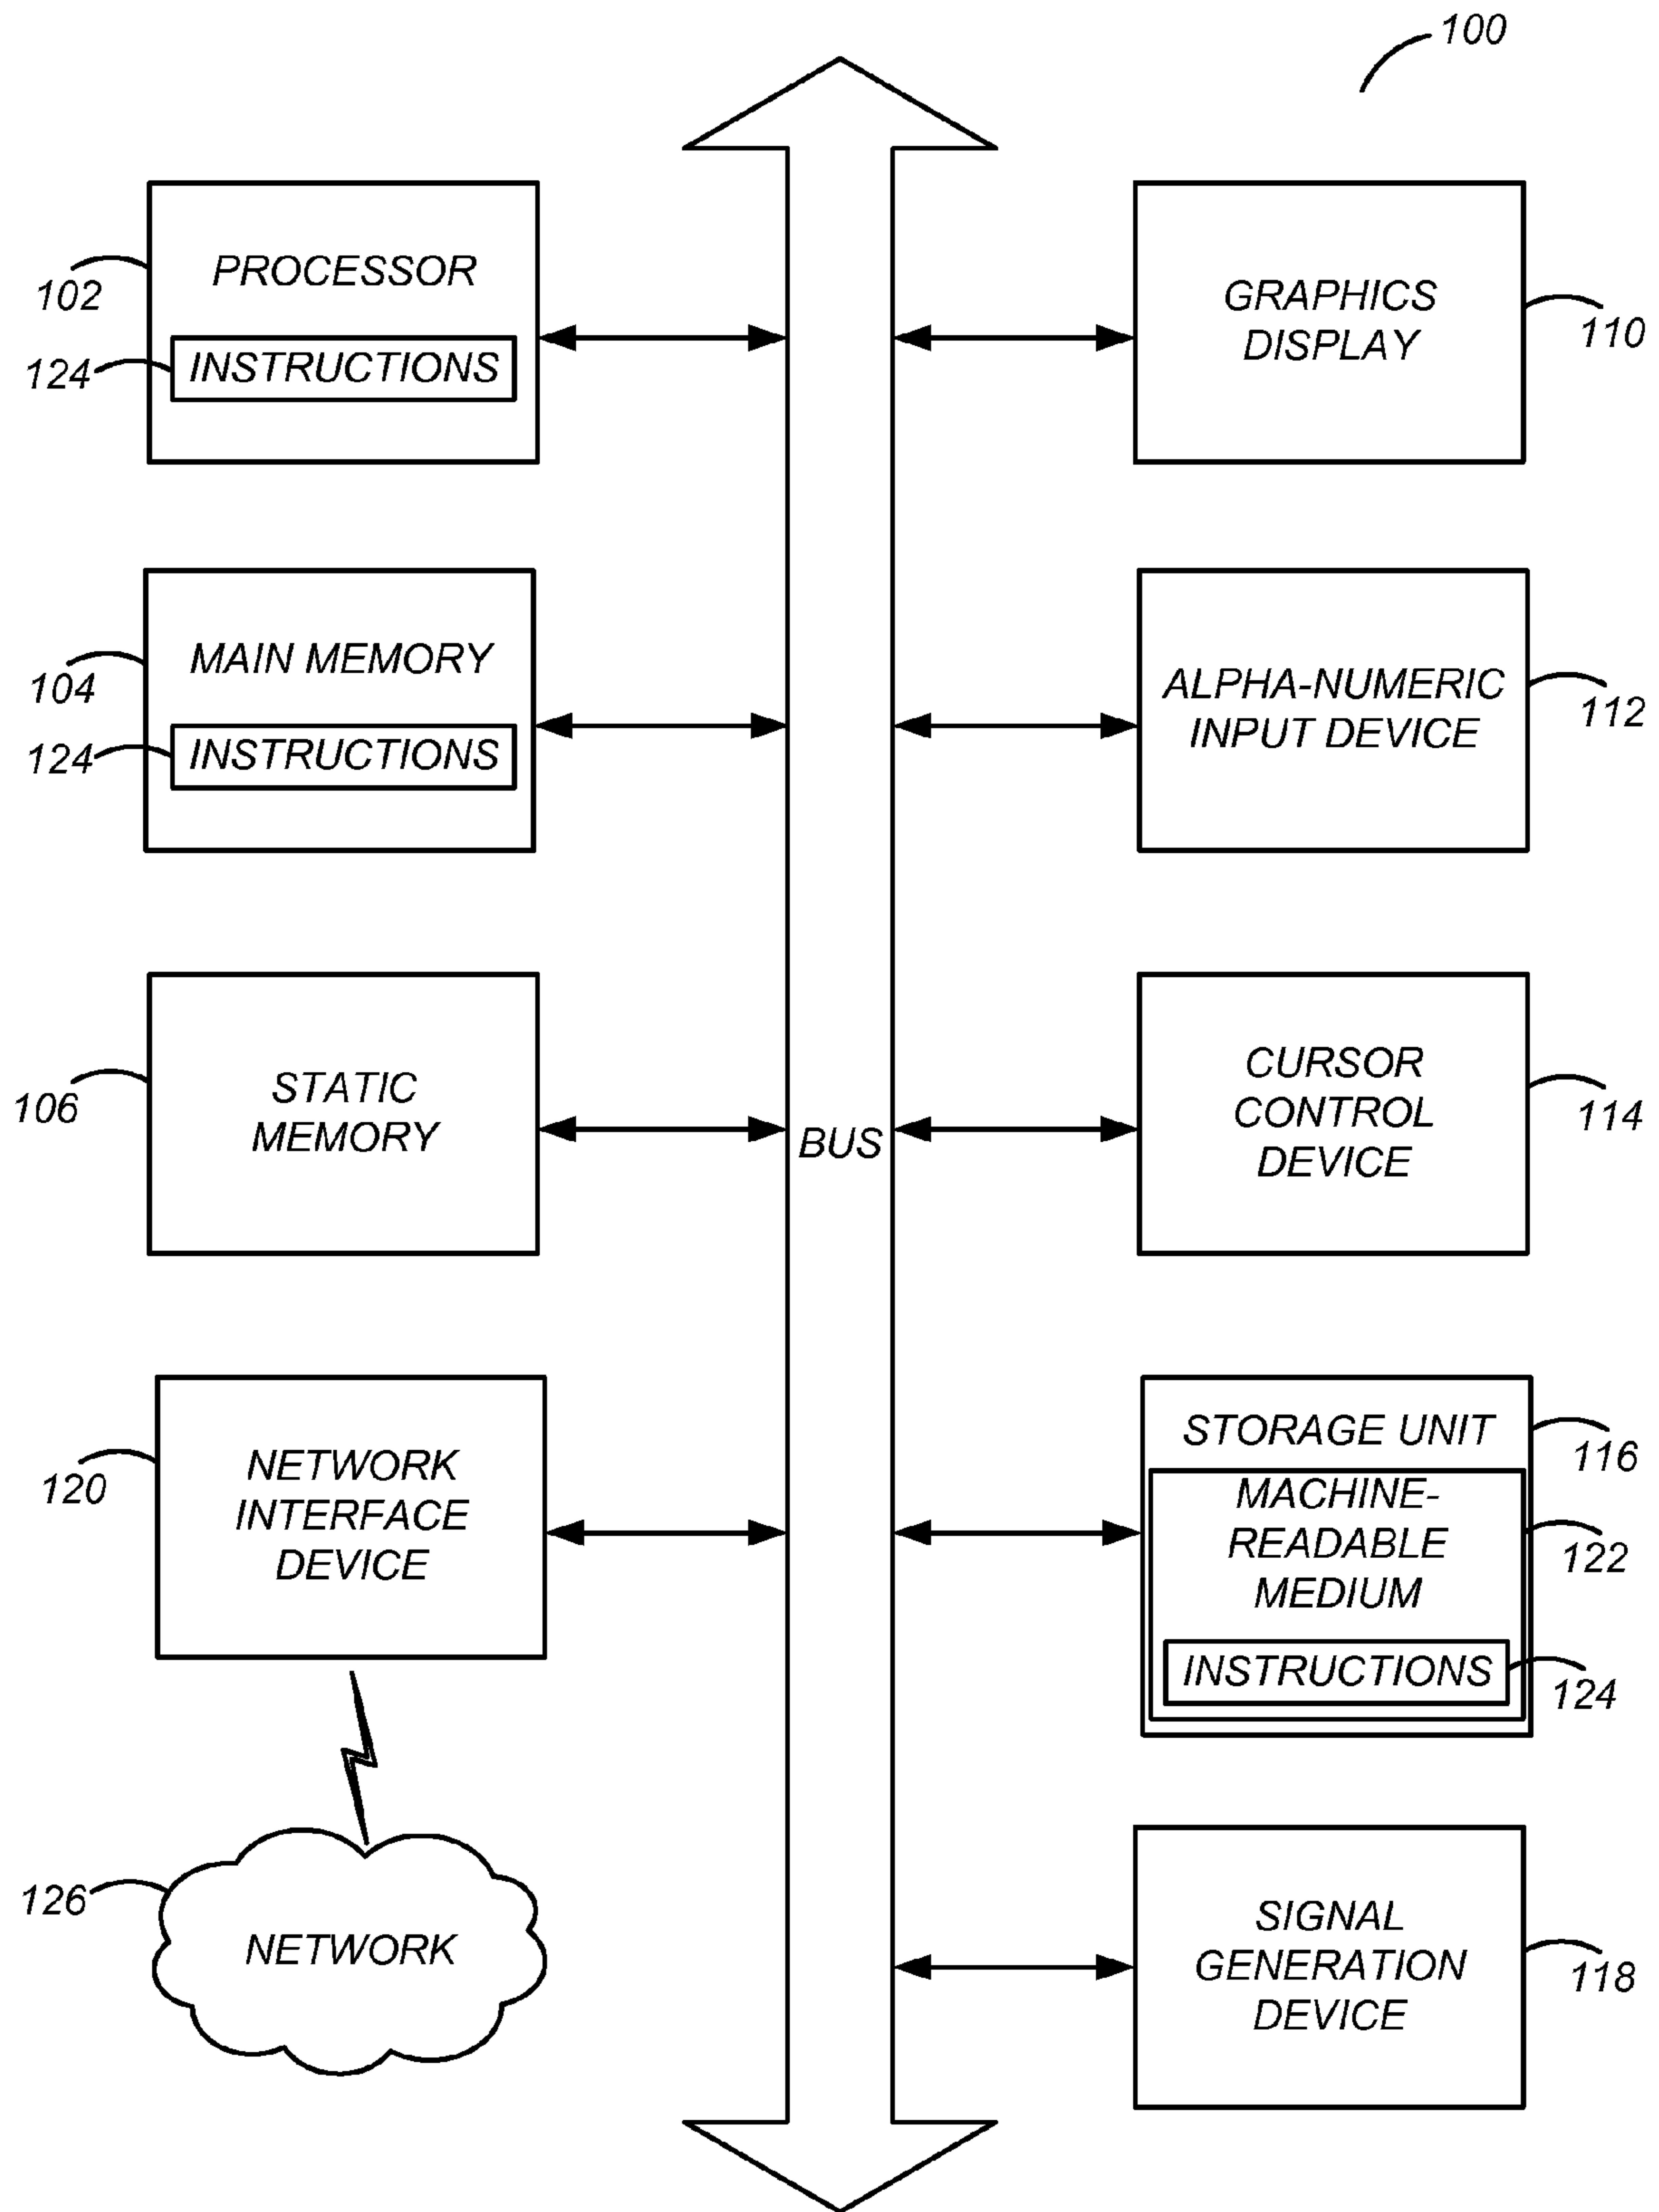 100
PROCESSOR
102
INSTRUCTIONS
124
GRAPHICS
DISPLAY
110
MAIN MEMORY
104
INSTRUCTIONS
124
ALPHA-NUMERIC
INPUT DEVICE
112
STATIC
MEMORY
106
BUS
CURSOR
CONTROL
DEVICE
114
NETWORK
INTERFACE
DEVICE
120
STORAGE UNIT
116
MACHINE-
READABLE
MEDIUM
122
INSTRUCTIONS
124
NETWORK
126
SIGNAL
GENERATION
DEVICE
118